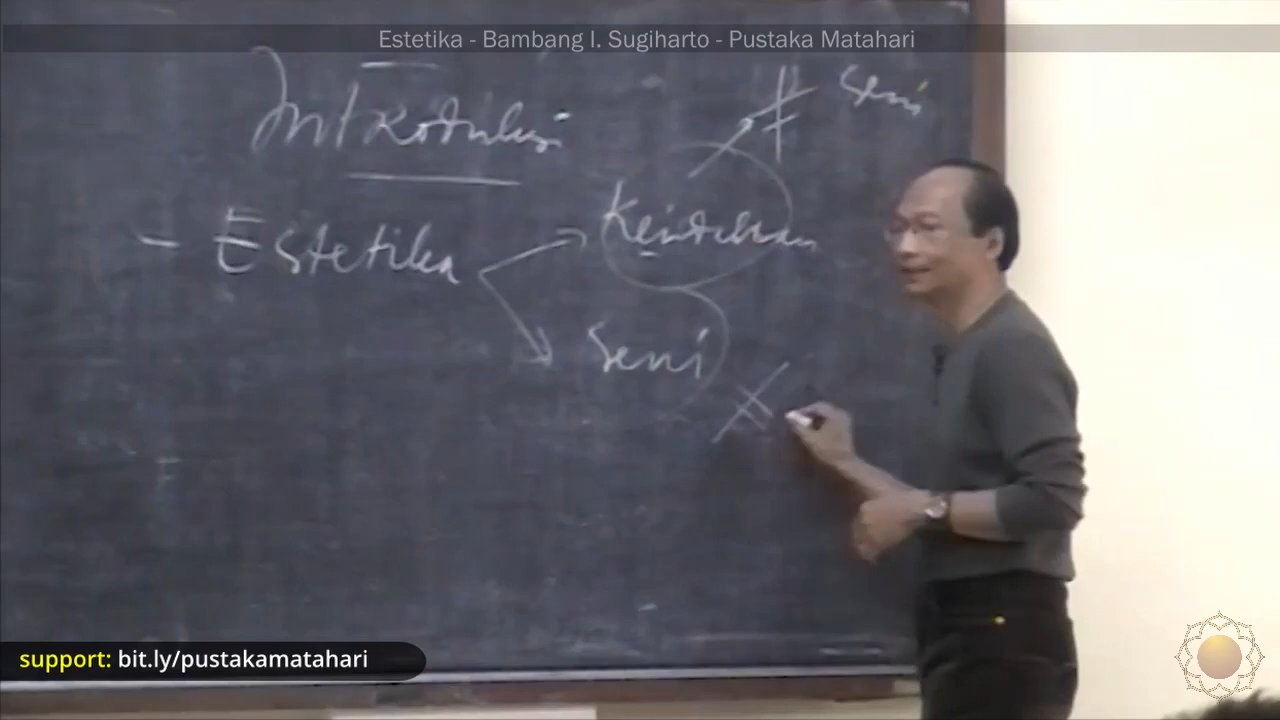 Estetika - Bambang I. Sugiharto - Pustaka Matahari
Introduksi
≠ Seni
- Estetika
Keindahan
Seni
≠
support: bit.ly/pustakamatahari